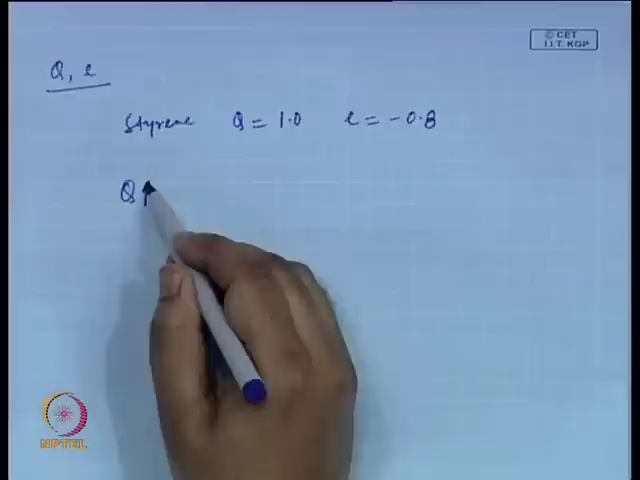 © CET
I.I.T. KGP
Q, e
Styrene Q = 1.0 e = -0.8
Q ↑
NPTEL